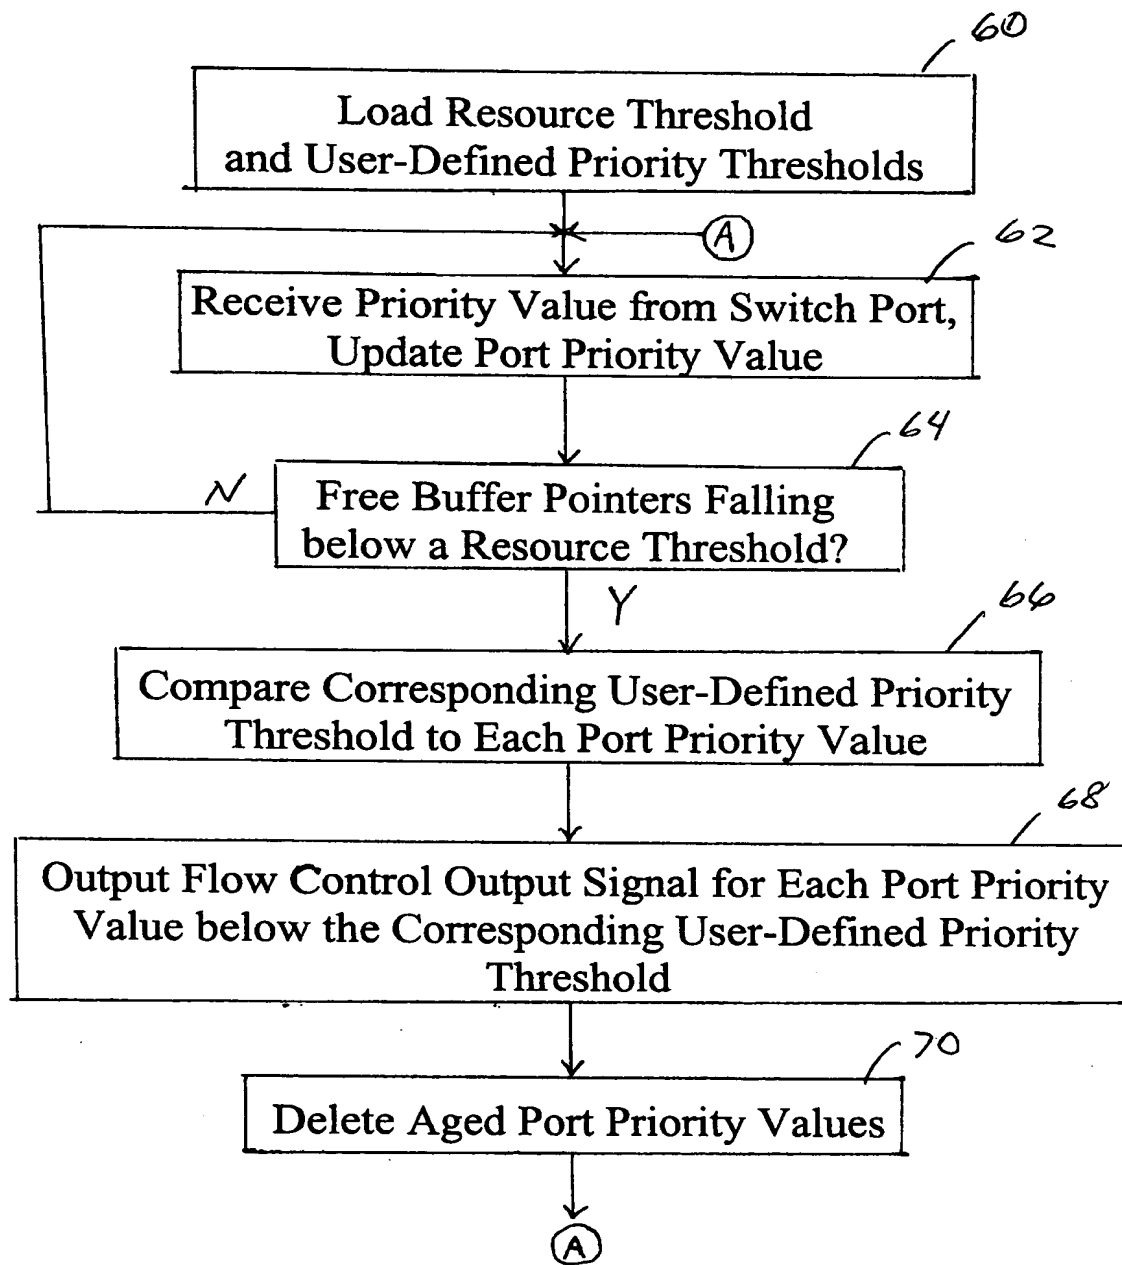 60
Load Resource Threshold
and User-Defined Priority Thresholds
A
62
Receive Priority Value from Switch Port,
Update Port Priority Value
64
N
Free Buffer Pointers Falling
below a Resource Threshold?
Y
66
Compare Corresponding User-Defined Priority
Threshold to Each Port Priority Value
68
Output Flow Control Output Signal for Each Port Priority
Value below the Corresponding User-Defined Priority
Threshold
70
Delete Aged Port Priority Values
A